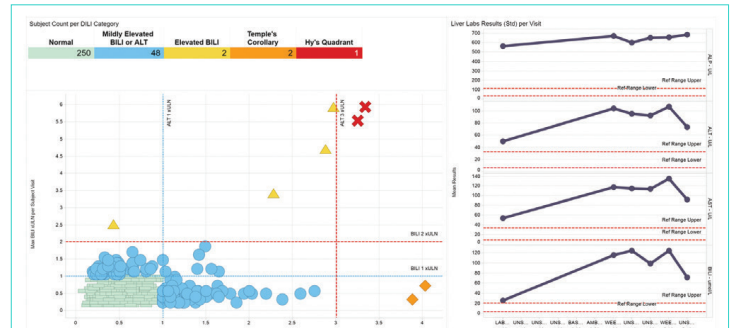 Subject Count per DILI Category
Normal
Mildly Elevated
BILI or ALT
Elevated BILI
Temple's
Corollary
Hy's Quadrant
250
48
2
2
1
Max BILI xULN per Subject Visit
6
5.5
5
4.5
4
3.5
3
2.5
2
1.5
1
0.5
0
ALT 1 xULN
ALT 3 xULN
BILI 2 xULN
BILI 1 xULN
0
0.5
1
1.5
2
2.5
3
3.5
4
Liver Labs Results (Std) per Visit
Mean Results
700
600
500
400
300
200
100
0
Ref Range Upper
Ref Range Lower
ALP - U/L
100
80
60
40
20
0
Ref Range Upper
Ref Range Lower
ALT - U/L
140
120
100
80
60
40
20
0
Ref Range Upper
Ref Range Lower
AST - U/L
120
100
80
60
40
20
0
Ref Range Upper
Ref Range Lower
LAB... UNS... UNS... UNS... BAS... AMB... WEE... UNS... UNS... WEE... UNS...